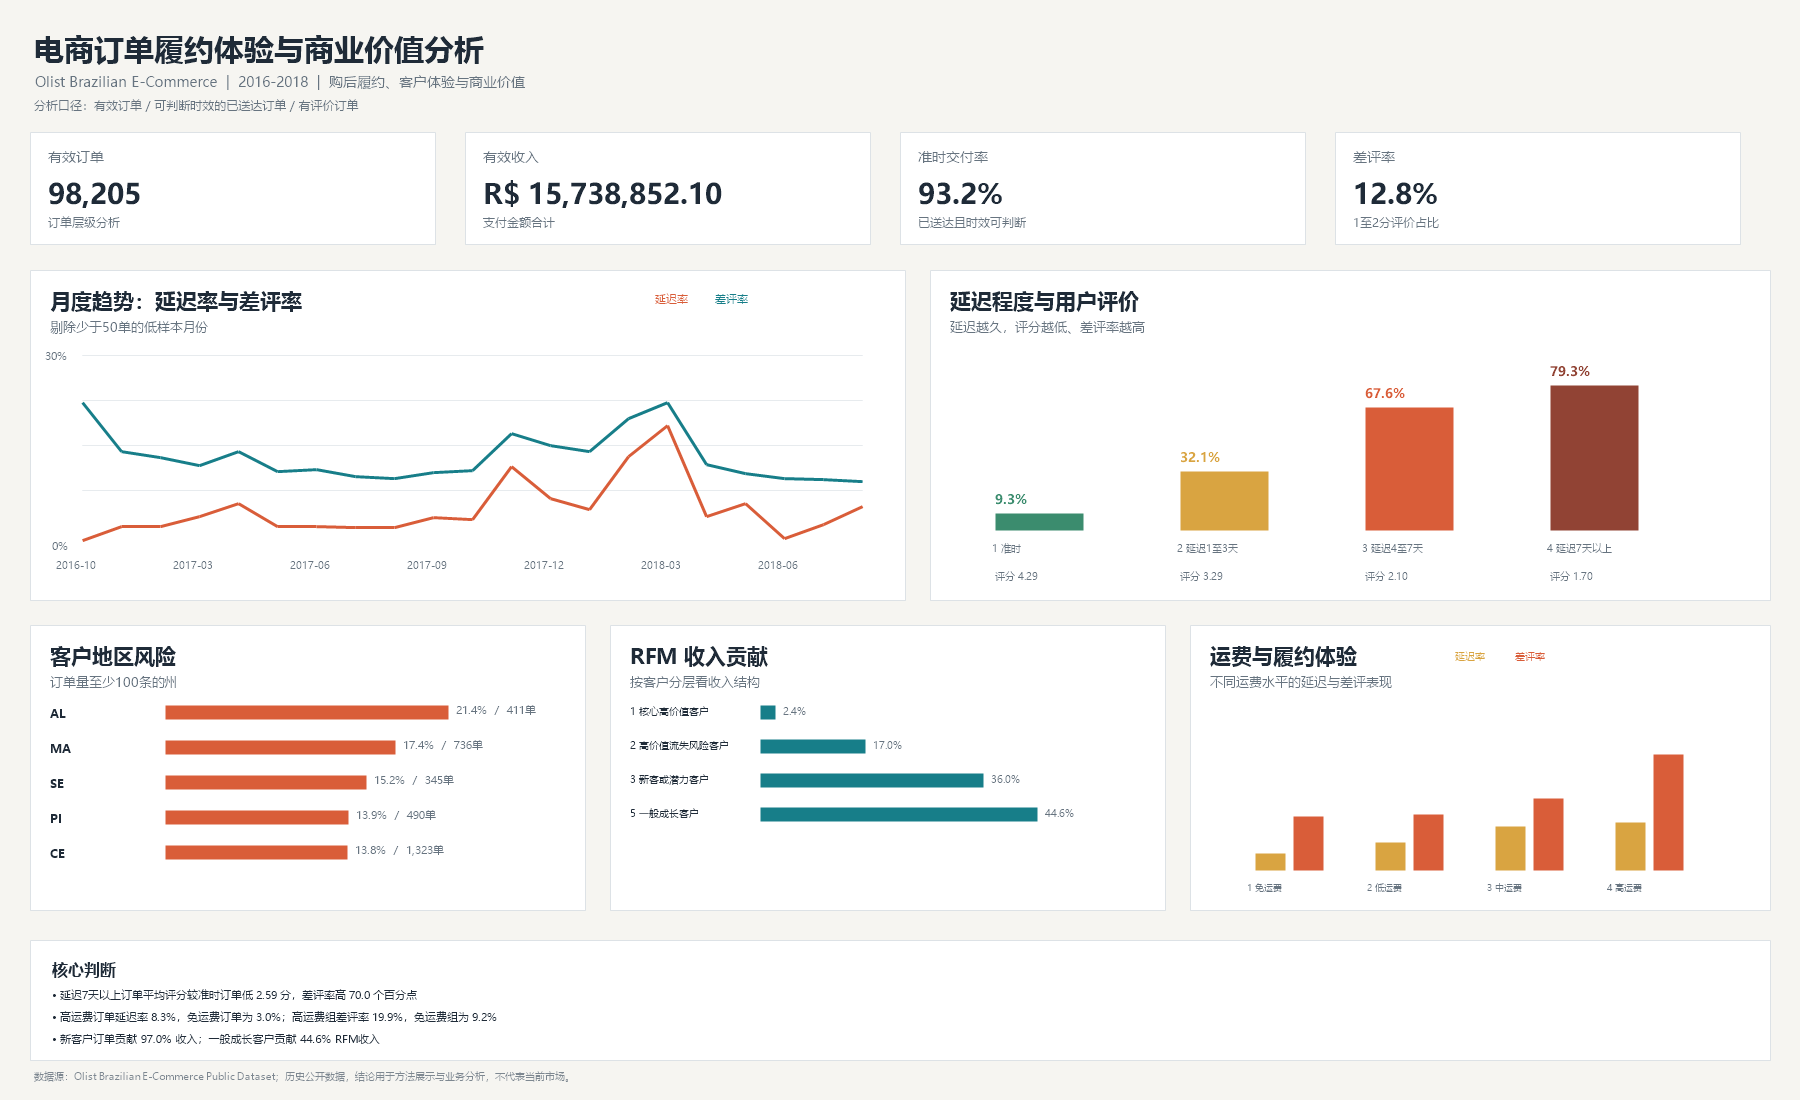 电商订单履约体验与商业价值分析
Olist Brazilian E-Commerce | 2016-2018 | 购后履约、客户体验与商业价值
分析口径：有效订单 / 可判断时效的已送达订单 / 有评价订单
有效订单
98,205
订单层级分析
有效收入
R$ 15,738,852.10
支付金额合计
准时交付率
93.2%
已送达且时效可判断
差评率
12.8%
1至2分评价占比
月度趋势：延迟率与差评率
延迟率 差评率
剔除少于50单的低样本月份
30%
0%
2016-10 2017-03 2017-06 2017-09 2017-12 2018-03 2018-06
延迟程度与用户评价
延迟越久，评分越低、差评率越高
9.3% 32.1% 67.6% 79.3%
1 准时 2 延迟1至3天 3 延迟4至7天 4 延迟7天以上
评分 4.29 评分 3.29 评分 2.10 评分 1.70
客户地区风险
订单量至少100条的州
AL 21.4% / 411单
MA 17.4% / 736单
SE 15.2% / 345单
PI 13.9% / 490单
CE 13.8% / 1,323单
RFM 收入贡献
按客户分层看收入结构
1 核心高价值客户 2.4%
2 高价值流失风险客户 17.0%
3 新客或潜力客户 36.0%
5 一般成长客户 44.6%
运费与履约体验
延迟率 差评率
不同运费水平的延迟与差评表现
1 免运费 2 低运费 3 中运费 4 高运费
核心判断
• 延迟7天以上订单平均评分较准时订单低 2.59 分，差评率高 70.0 个百分点
• 高运费订单延迟率 8.3%，免运费订单为 3.0%；高运费组差评率 19.9%，免运费组为 9.2%
• 新客户订单贡献 97.0% 收入；一般成长客户贡献 44.6% RFM收入
数据源：Olist Brazilian E-Commerce Public Dataset；历史公开数据，结论用于方法展示与业务分析，不代表当前市场。